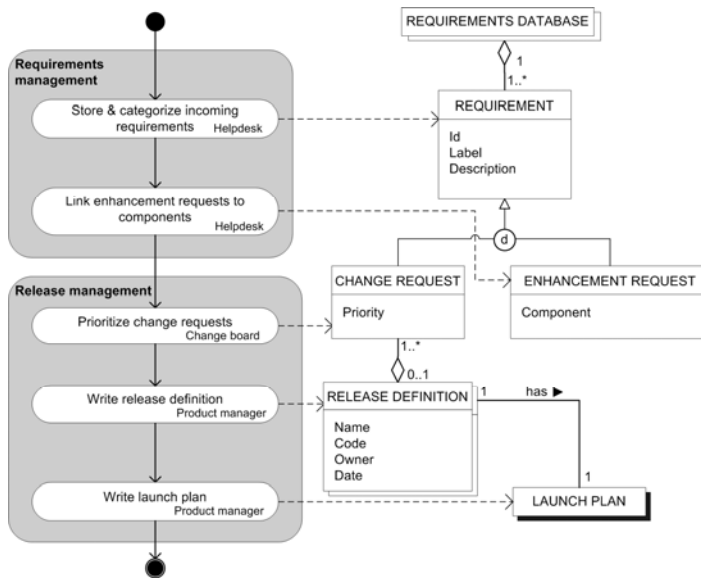 REQUIREMENTS DATABASE
1
1..*
Requirements
management
Store & categorize incoming
requirements
Helpdesk
REQUIREMENT
Id
Label
Description
Link enhancement requests to
components
Helpdesk
d
Release management
CHANGE REQUEST
Priority
ENHANCEMENT REQUEST
Component
Prioritize change requests
Change board
1..*
0..1
Write release definition
Product manager
RELEASE DEFINITION
Name
Code
Owner
Date
1
has ▶
1
Write launch plan
Product manager
LAUNCH PLAN